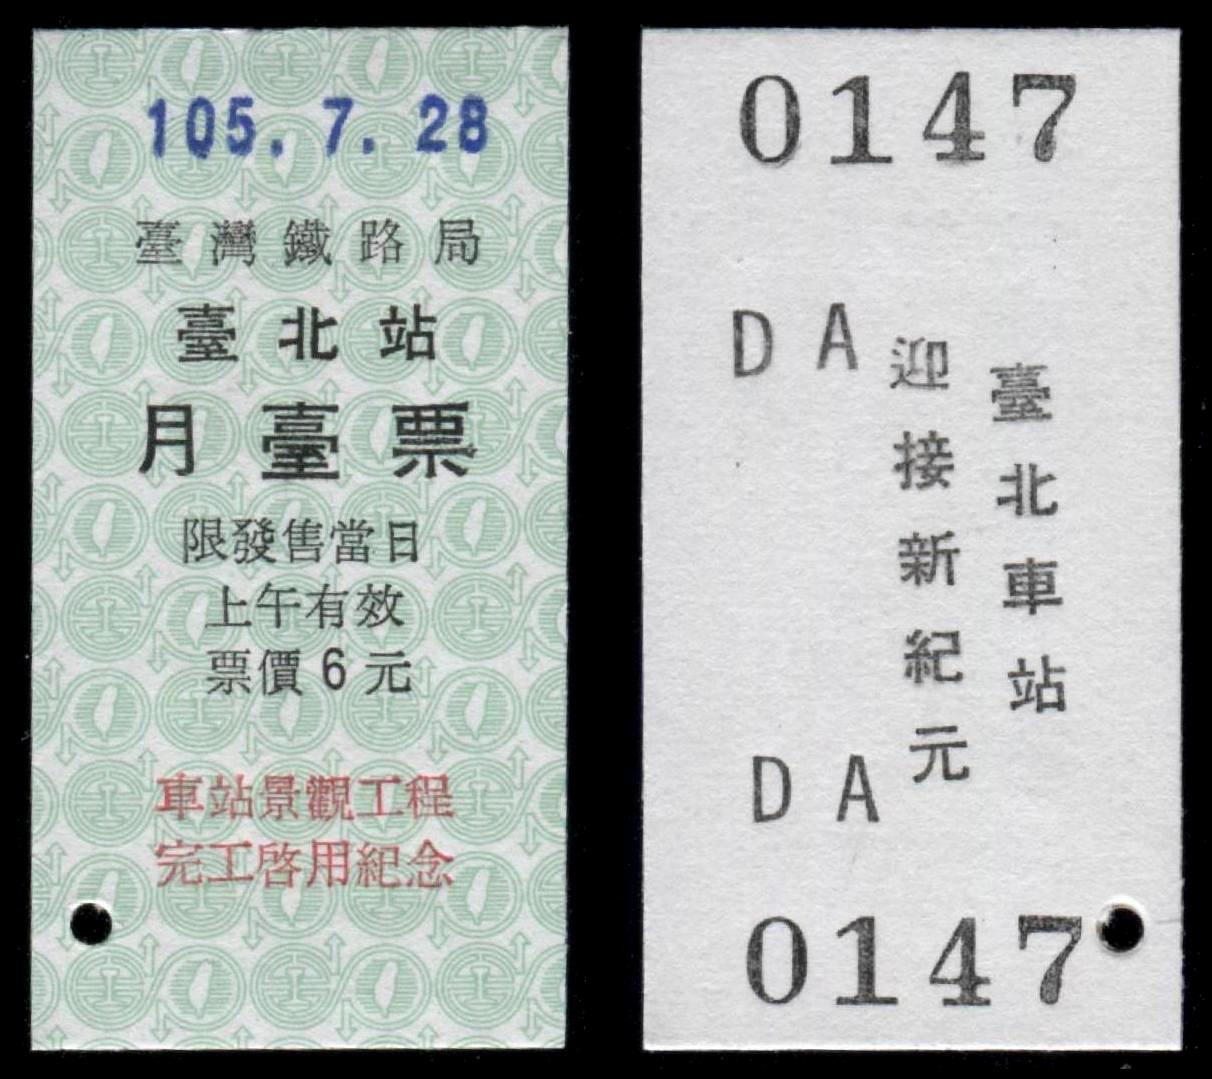 105.7.28
臺灣鐵路局
臺北站
月臺票
限發售當日
上午有效
票價6元
車站景觀工程
完工啓用紀念
0147
DA
臺北車站
迎接新紀元
DA
0147